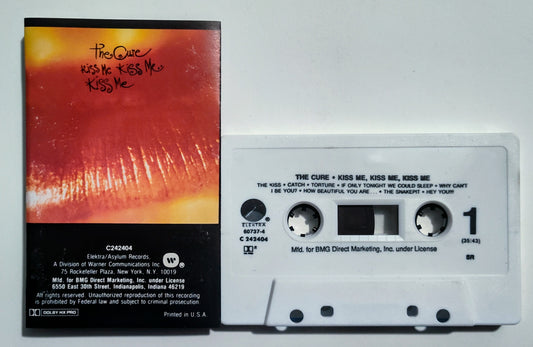 The Cure
Kiss Me Kiss Me
Kiss Me
C242404
Elektra/Asylum Records,
A Division of Warner Communications Inc.
75 Rockefeller Plaza, New York, N.Y. 10019
Mfd. for BMG Direct Marketing, Inc. under License
6550 East 30th Street, Indianapolis, Indiana 46219
All rights reserved. Unauthorized reproduction of this recording
is prohibited by Federal law and subject to criminal prosecution.
DOLBY HX PRO
Printed in U.S.A.
THE CURE • KISS ME, KISS ME, KISS ME
THE KISS • CATCH • TORTURE • IF ONLY TONIGHT WE COULD SLEEP • WHY CAN'T
I BE YOU? • HOW BEAUTIFUL YOU ARE . . . • THE SNAKEPIT • HEY YOU!!!
ELEKTRA
60737-4
C 242404
1
(35:43)
Mfd. for BMG Direct Marketing, Inc. under License
SR